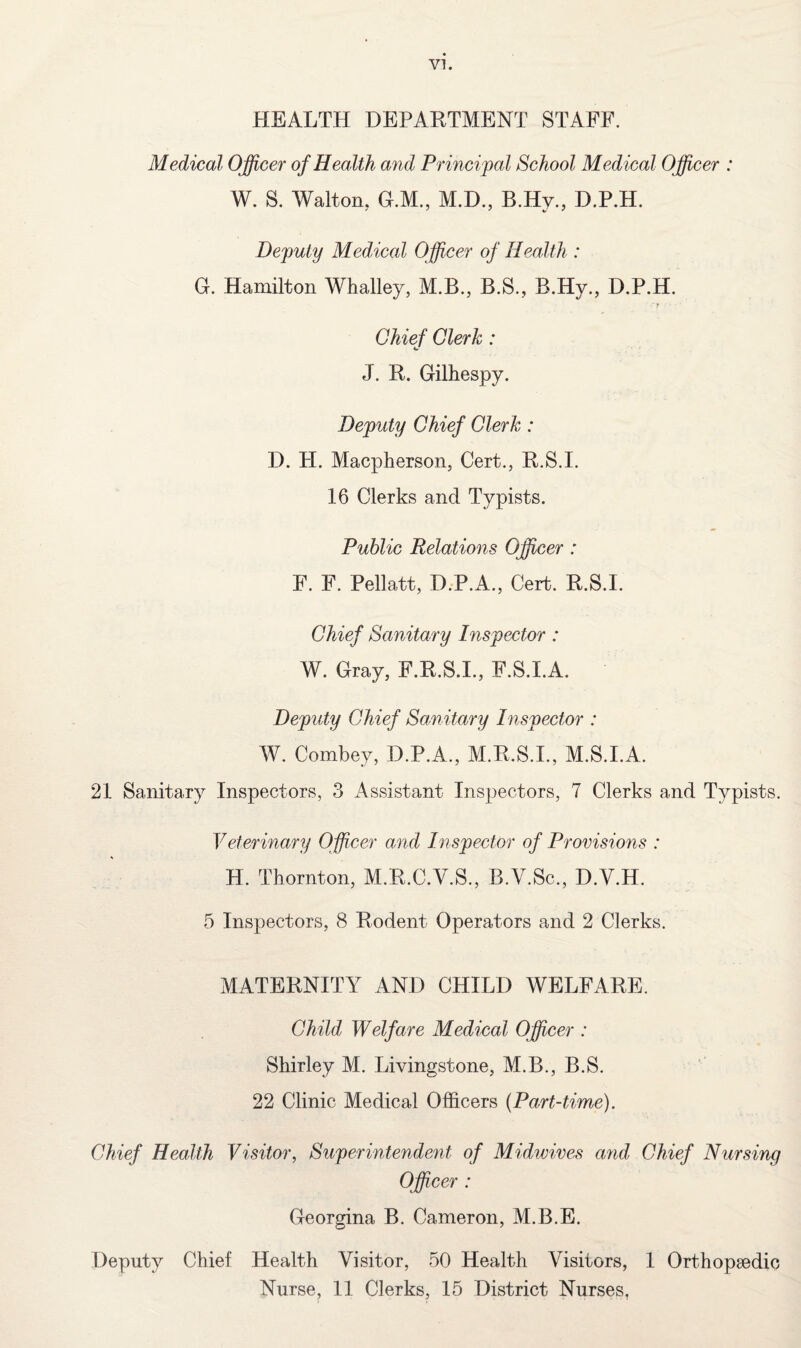 vi.
HEALTH DEPARTMENT STAFF.
Medical Officer of Health and Principal School Medical Officer :
W. S. Walton, G.M., M.D., B.Hy., D.P.H.
Deputy Medical Officer of Health :
G. Hamilton Whalley, M.B., B.S., B.Hy., D.P.H.
Chief Clerk :
J. R. Gilhespy.
Deputy Chief Clerk :
D. H. Macpherson, Cert., R.S.I.
16 Clerks and Typists.
Public Relations Officer :
F. F. Pellatt, D.P.A., Cert. R.S.I.
Chief Sanitary Inspector :
W. Gray, F.R.S.I., F.S.I.A.
Deputy Chief Sanitary Inspector :
W. Combey, D.P.A., M.R.S.I., M.S.I.A.
21 Sanitary Inspectors, 3 Assistant Inspectors, 7 Clerks and Typists.
Veterinary Officer and Inspector of Provisions :
H. Thornton, M.R.C.V.S., B.V.Sc., D.V.H.
5 Inspectors, 8 Rodent Operators and 2 Clerks.
MATERNITY AND CHILD WELFARE.
Child Welfare Medical Officer :
Shirley M. Livingstone, M.B., B.S.
22 Clinic Medical Officers (Part-time).
Chief Health Visitor, Superintendent of Midwives and Chief Nursing
Officer :
Georgina B. Cameron, M.B.E.
Deputy Chief Health Visitor, 50 Health Visitors, 1 Orthopædic
Nurse, 11 Clerks, 15 District Nurses,